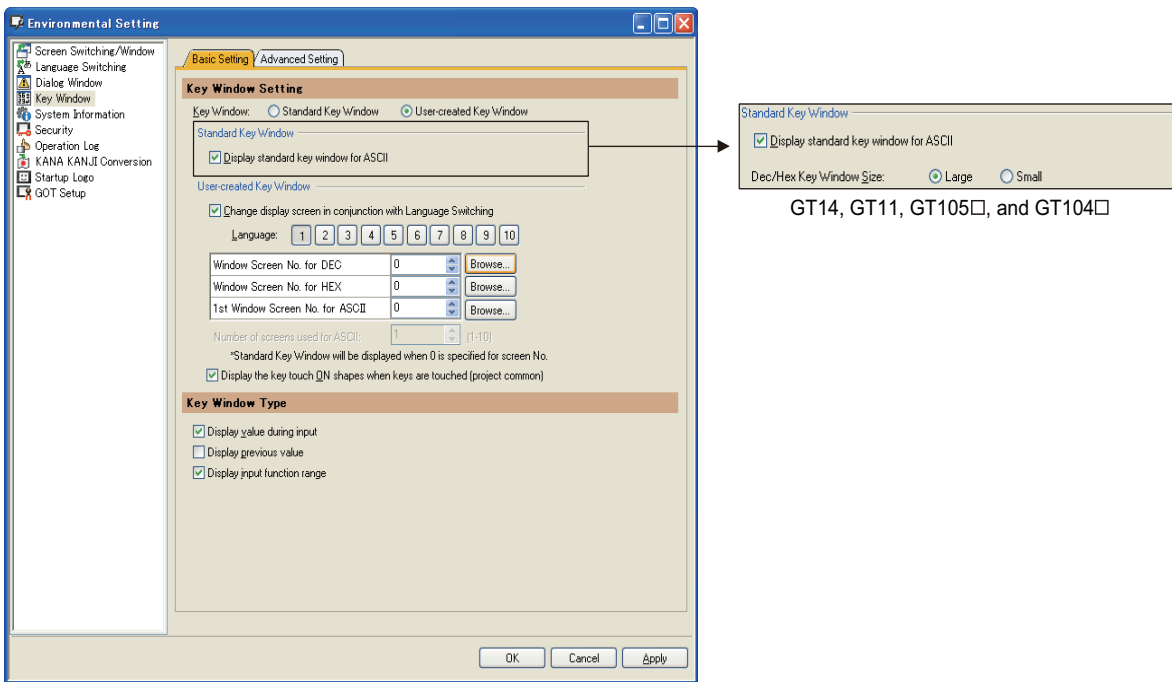 Environmental Setting
Screen Switching/Window
Language Switching
Dialog Window
Key Window
System Information
Security
Operation Log
KANA KANJI Conversion
Startup Logo
GOT Setup
Basic Setting Advanced Setting
Key Window Setting
Key Window: Standard Key Window User-created Key Window
Standard Key Window
Display standard key window for ASCII
User-created Key Window
Change display screen in conjunction with Language Switching
Language: 1 2 3 4 5 6 7 8 9 10
Window Screen No. for DEC 0 Browse...
Window Screen No. for HEX 0 Browse...
1st Window Screen No. for ASCII 0 Browse...
Number of screens used for ASCII: 1 (1-10)
*Standard Key Window will be displayed when 0 is specified for screen No.
Display the key touch ON shapes when keys are touched (project common)
Key Window Type
Display value during input
Display previous value
Display input function range
OK Cancel Apply
Standard Key Window
Display standard key window for ASCII
Dec/Hex Key Window Size: Large Small
GT14, GT11, GT105□, and GT104□